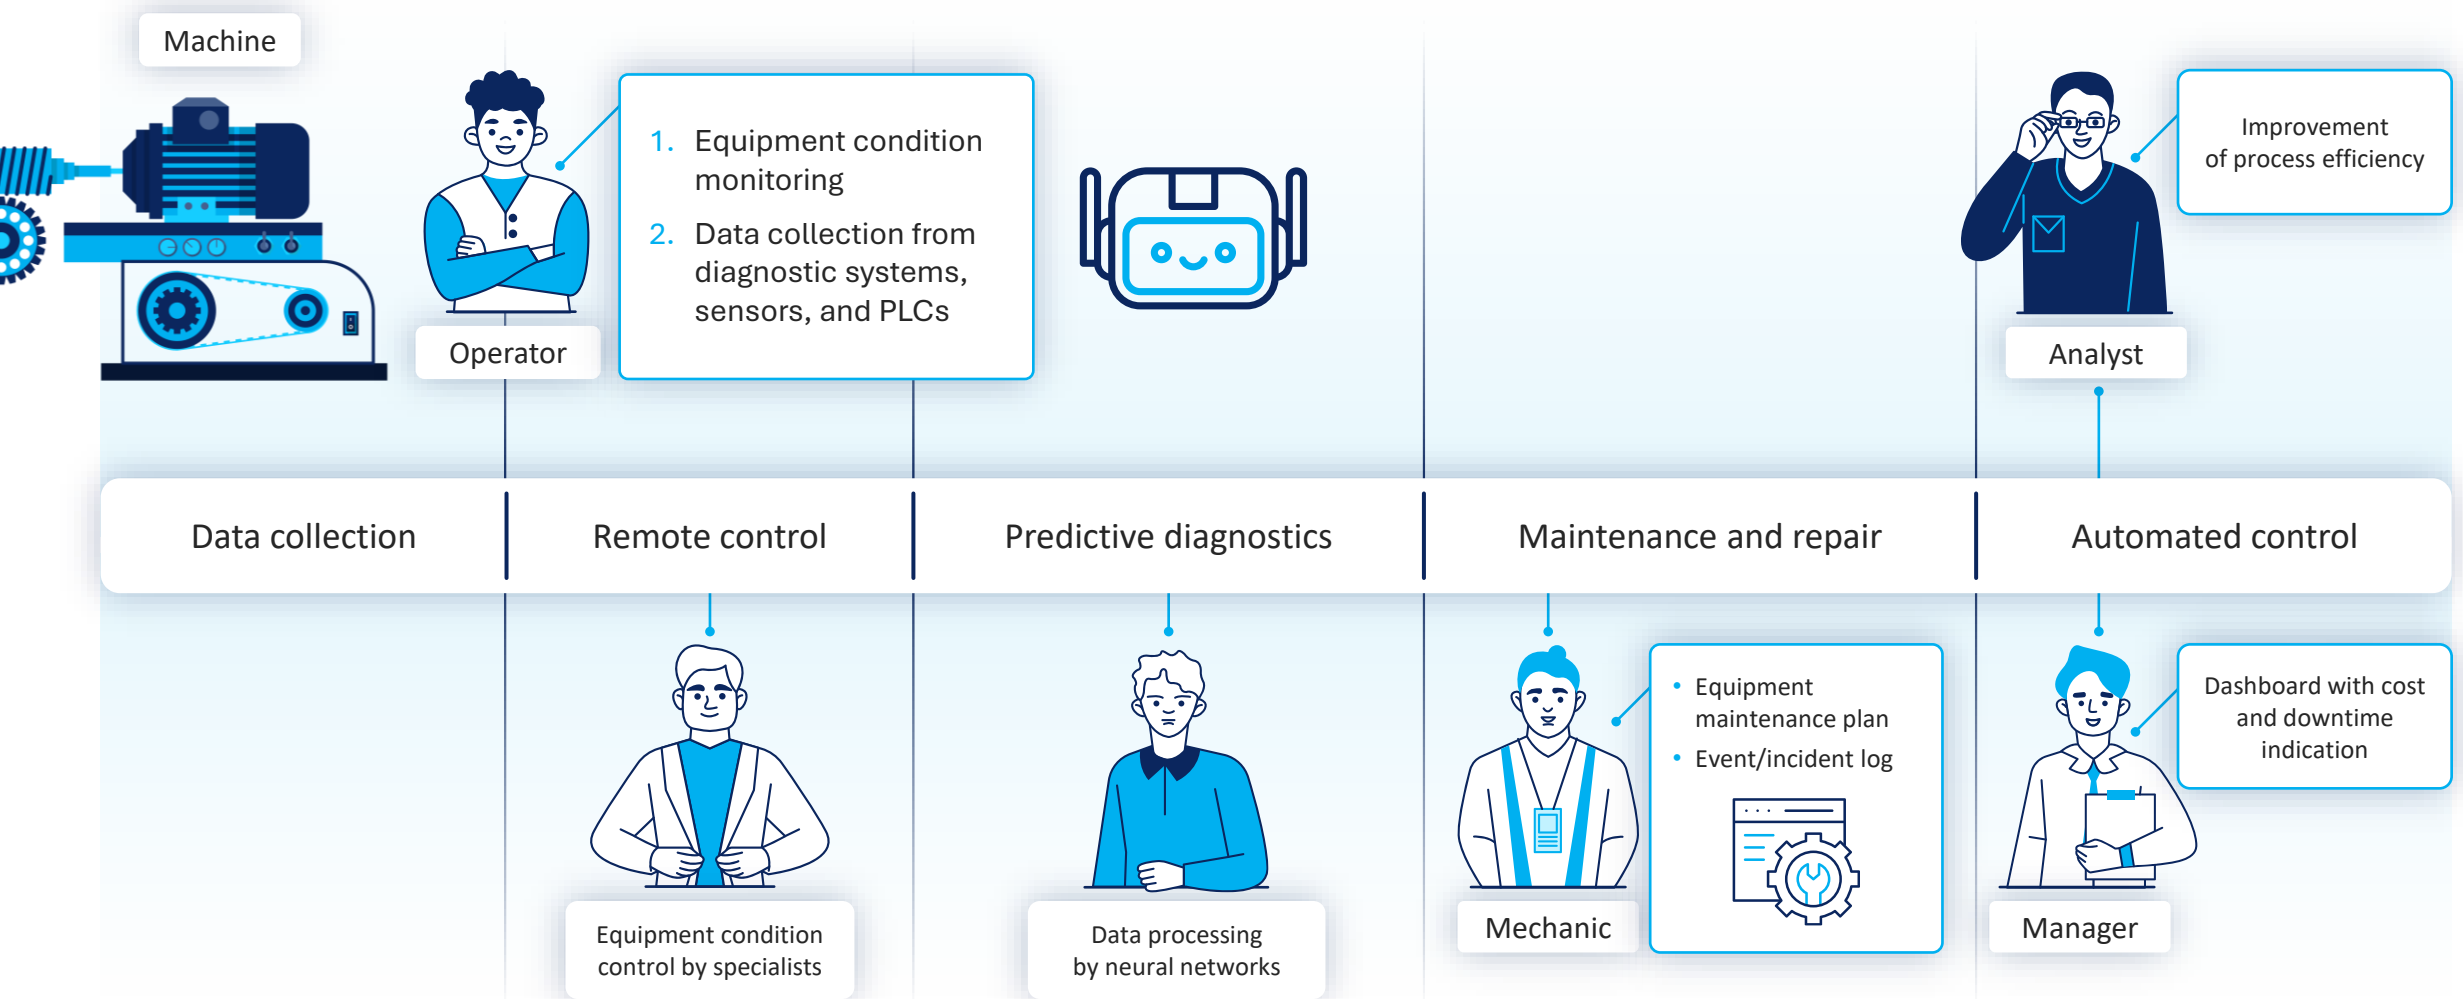 Machine
Operator
1. Equipment condition
monitoring
2. Data collection from
diagnostic systems,
sensors, and PLCs
Analyst
Improvement
of process efficiency
Data collection
Remote control
Predictive diagnostics
Maintenance and repair
Automated control
Equipment condition
control by specialists
Data processing
by neural networks
Mechanic
• Equipment
maintenance plan
• Event/incident log
Manager
Dashboard with cost
and downtime
indication